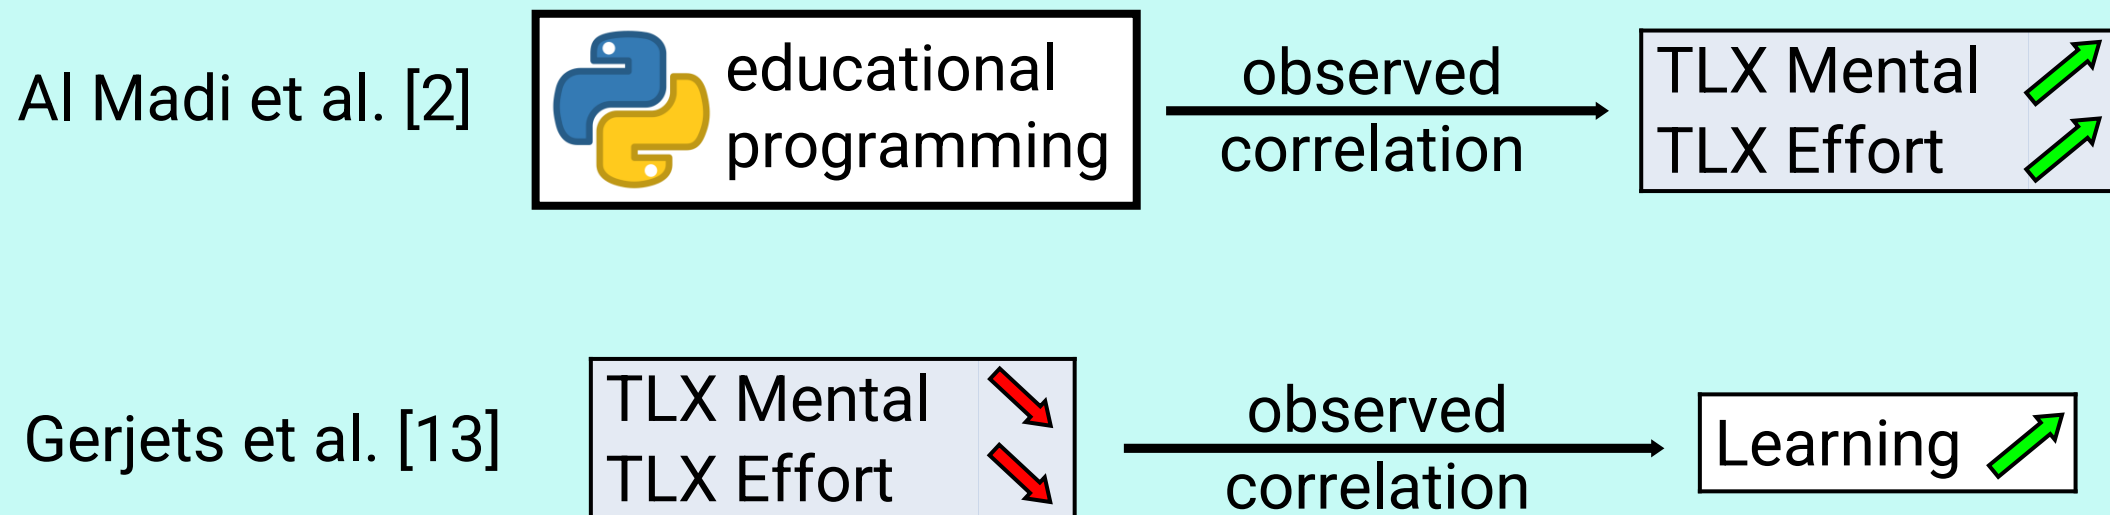 Al Madi et al. [2]
educational
programming
observed
correlation
TLX Mental
TLX Effort
Gerjets et al. [13]
TLX Mental
TLX Effort
observed
correlation
Learning